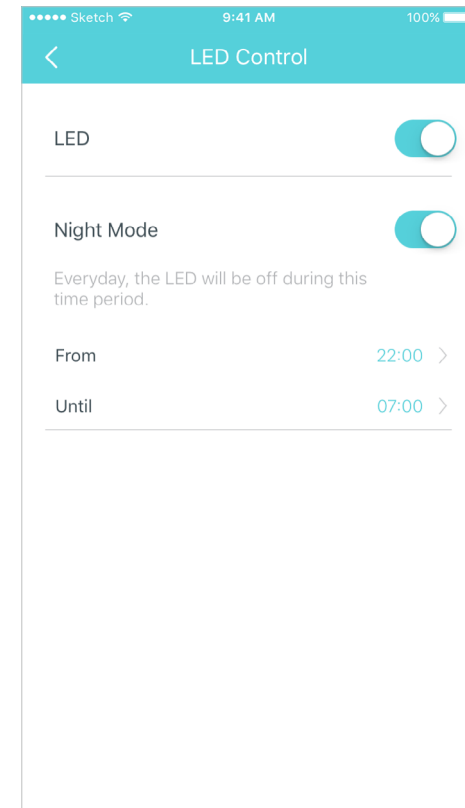 Sketch 9:41 AM 100%
LED Control
LED
Night Mode
Everyday, the LED will be off during this
time period.
From 22:00
Until 07:00